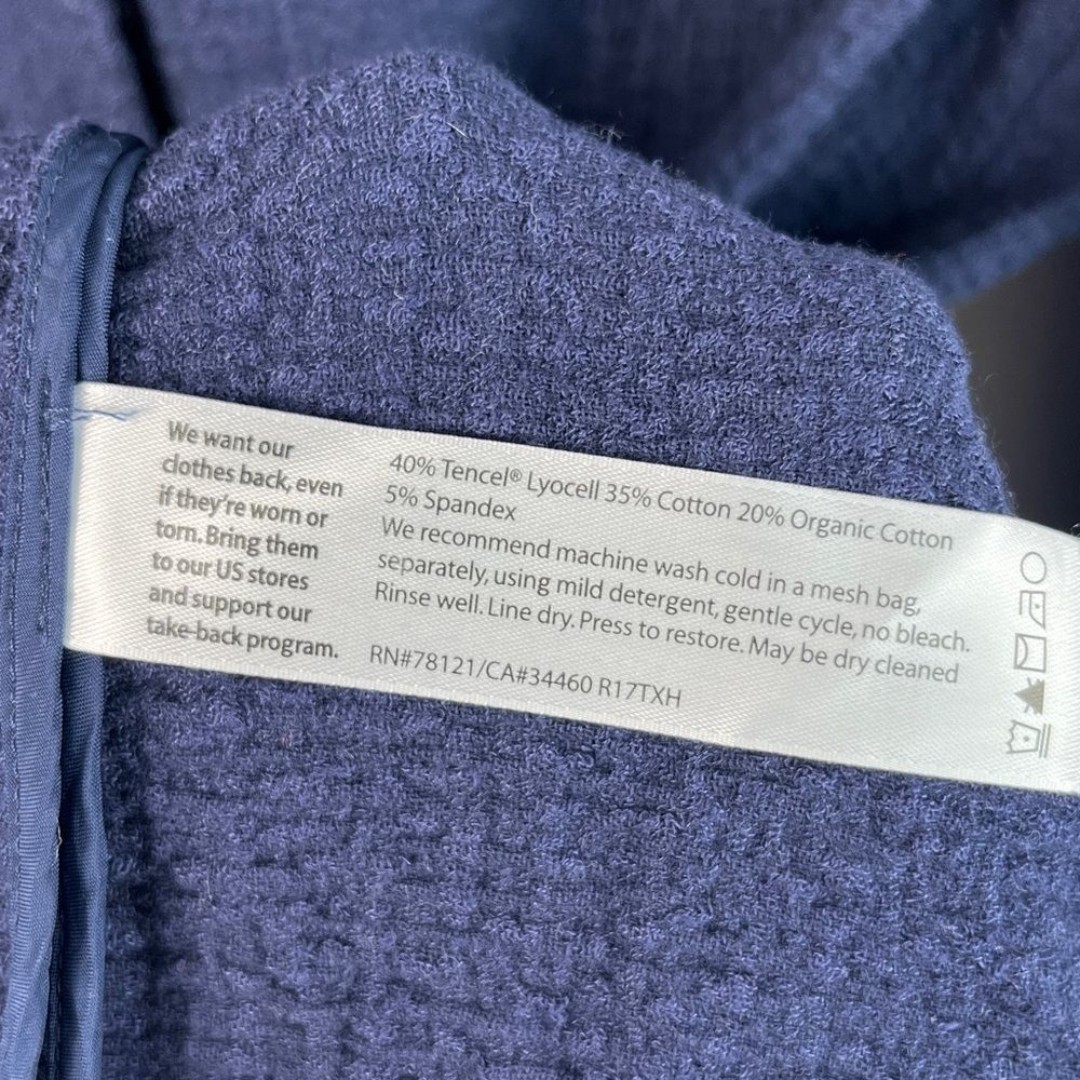 We want our
clothes back, even
if they're worn or
torn. Bring them
to our US stores
and support our
take-back program.
40% Tencel® Lyocell 35% Cotton 20% Organic Cotton
5% Spandex
We recommend machine wash cold in a mesh bag,
separately, using mild detergent, gentle cycle, no bleach.
Rinse well. Line dry. Press to restore. May be dry cleaned
RN#78121/CA#34460 R17TXH